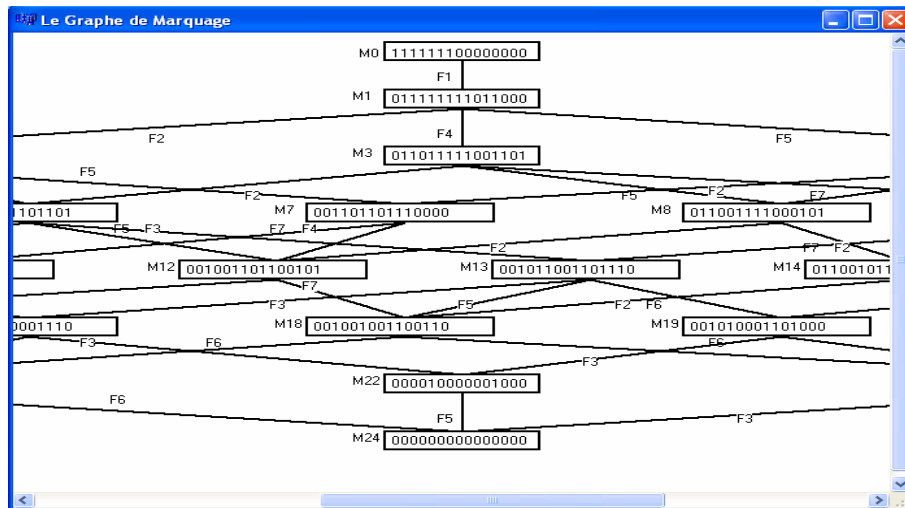 Le Graphe de Marquage
M0 111111100000000
F1
M1 011111111011000
F2 F4 F5
M3 011011111001101
F5 F2 F5 F2 F7
1101101 M7 001101101110000 M8 011001111000101
F5 F3 F7 F4 F2 F2 F7 F2
M12 001001101100101 M13 001011001101110 M14 011001011
F7 F3 F5 F2 F6
0001110 M18 001001001100110 M19 001010001101000
F3 F6 F3 F6
M22 000010000001000
F6 F5 F3
M24 000000000000000